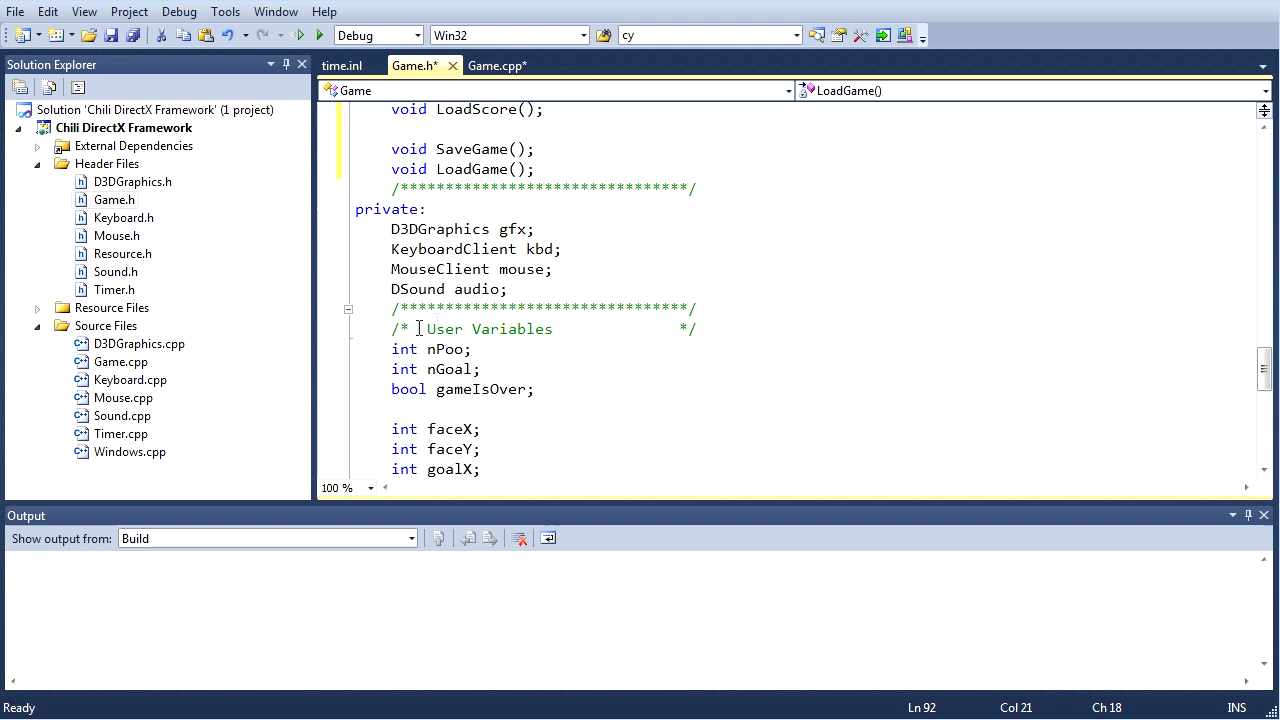 File Edit View Project Debug Tools Window Help
Debug Win32 cy
Solution Explorer
Solution 'Chili DirectX Framework' (1 project)
Chili DirectX Framework
External Dependencies
Header Files
D3DGraphics.h
Game.h
Keyboard.h
Mouse.h
Resource.h
Sound.h
Timer.h
Resource Files
Source Files
D3DGraphics.cpp
Game.cpp
Keyboard.cpp
Mouse.cpp
Sound.cpp
Timer.cpp
Windows.cpp
time.inl Game.h* Game.cpp*
Game LoadGame()
void LoadScore();
void SaveGame();
void LoadGame();
/********************************/
private:
D3DGraphics gfx;
KeyboardClient kbd;
MouseClient mouse;
DSound audio;
/********************************/
/* User Variables */
int nPoo;
int nGoal;
bool gameIsOver;
int faceX;
int faceY;
int goalX;
100 %
Output
Show output from: Build
Ready Ln 92 Col 21 Ch 18 INS